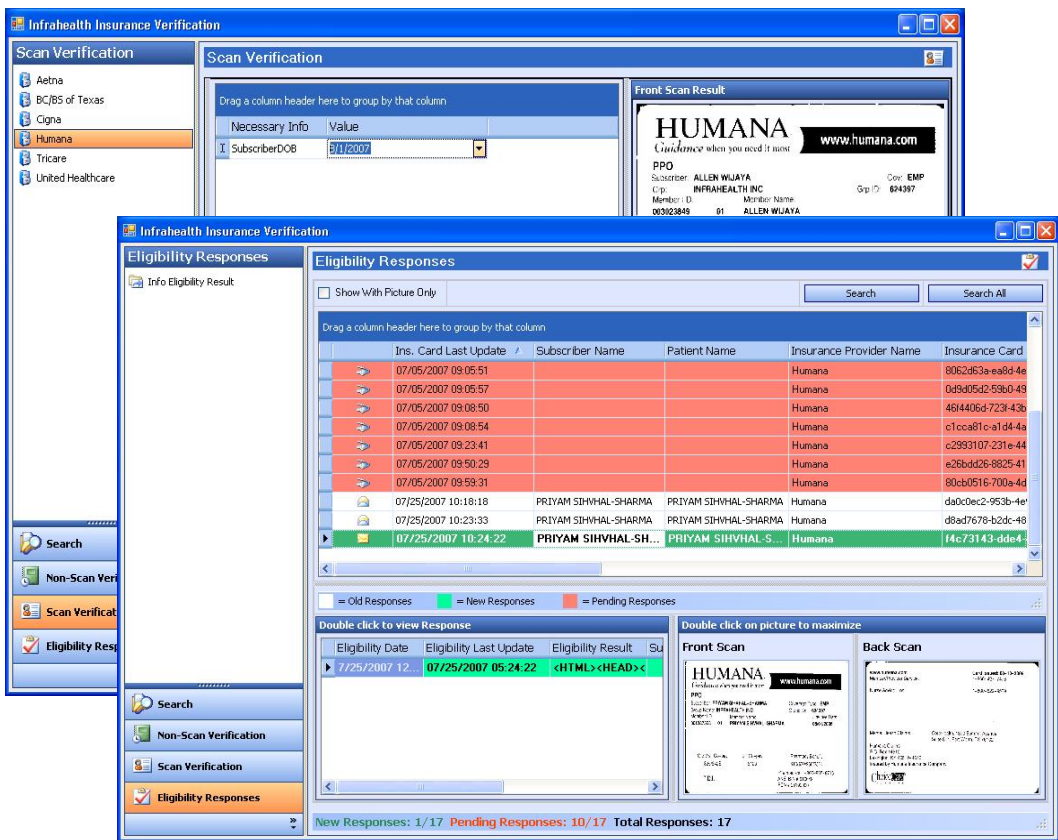 Infrahealth Insurance Verification
Scan Verification
Aetna
BC/BS of Texas
Cigna
Humana
Tricare
United Healthcare
Search
Non-Scan Veri
Scan Verificat
Eligibility Resp
Scan Verification
Drag a column header here to group by that column
Necessary Info Value
SubscriberDOB 3/1/2007
Front Scan Result
HUMANA
Guidance when you need it most
www.humana.com
PPO
Subscriber: ALLEN WIJAYA Cov: EMP
Grp: INFRAHEALTH INC Grp ID: 624397
Member I.D. Member Name
003023849 01 ALLEN WIJAYA
Infrahealth Insurance Verification
Eligibility Responses
Info Eligibility Result
Search
Non-Scan Verification
Scan Verification
Eligibility Responses
Eligibility Responses
Show With Picture Only Search Search All
Drag a column header here to group by that column
Ins. Card Last Update Subscriber Name Patient Name Insurance Provider Name Insurance Card
07/05/2007 09:05:51 Humana 8062d63a-ea8d-4e
07/05/2007 09:05:57 Humana 0d9d05d2-59b0-49
07/05/2007 09:08:50 Humana 46f4406d-723f-43b
07/05/2007 09:08:54 Humana c1cca81c-a1d4-4a
07/05/2007 09:23:41 Humana c2993107-231e-44
07/05/2007 09:50:29 Humana e26bdd26-8825-41
07/05/2007 09:59:31 Humana 80cb0516-700a-4d
07/25/2007 10:18:18 PRIYAM SIHVHAL-SHARMA PRIYAM SIHVHAL-SHARMA Humana da0c0ec2-953b-4e
07/25/2007 10:23:33 PRIYAM SIHVHAL-SHARMA PRIYAM SIHVHAL-SHARMA Humana d8ad7678-b2dc-48
07/25/2007 10:24:22 PRIYAM SIHVHAL-SH... PRIYAM SIHVHAL-S... Humana f4c73143-dde4-
= Old Responses = New Responses = Pending Responses
Double click to view Response
Eligibility Date Eligibility Last Update Eligibility Result Su
7/25/2007 12... 07/25/2007 05:24:22 <HTML><HEAD><
Double click on picture to maximize
Front Scan
HUMANA
Guidance when you need it most
www.humana.com
PPO
Back Scan
www.humana.com
New Responses: 1/17 Pending Responses: 10/17 Total Responses: 17